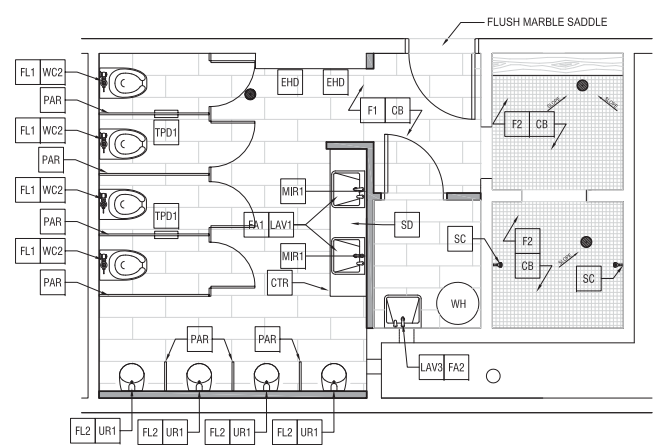 FLUSH MARBLE SADDLE
FL1 WC2
EHD EHD
PAR
F1 CB
SLOPE SLOPE
F2 CB
TPD1
FL1 WC2
PAR
MIR1
FL1 WC2
TPD1
FA1 LAV1
SD
PAR
SC
F2
CB
SLOPE
SC
FL1 WC2
MIR1
PAR
CTR
WH
PAR
PAR
LAV3 FA2
FL2 UR1
FL2 UR1
FL2 UR1
FL2 UR1